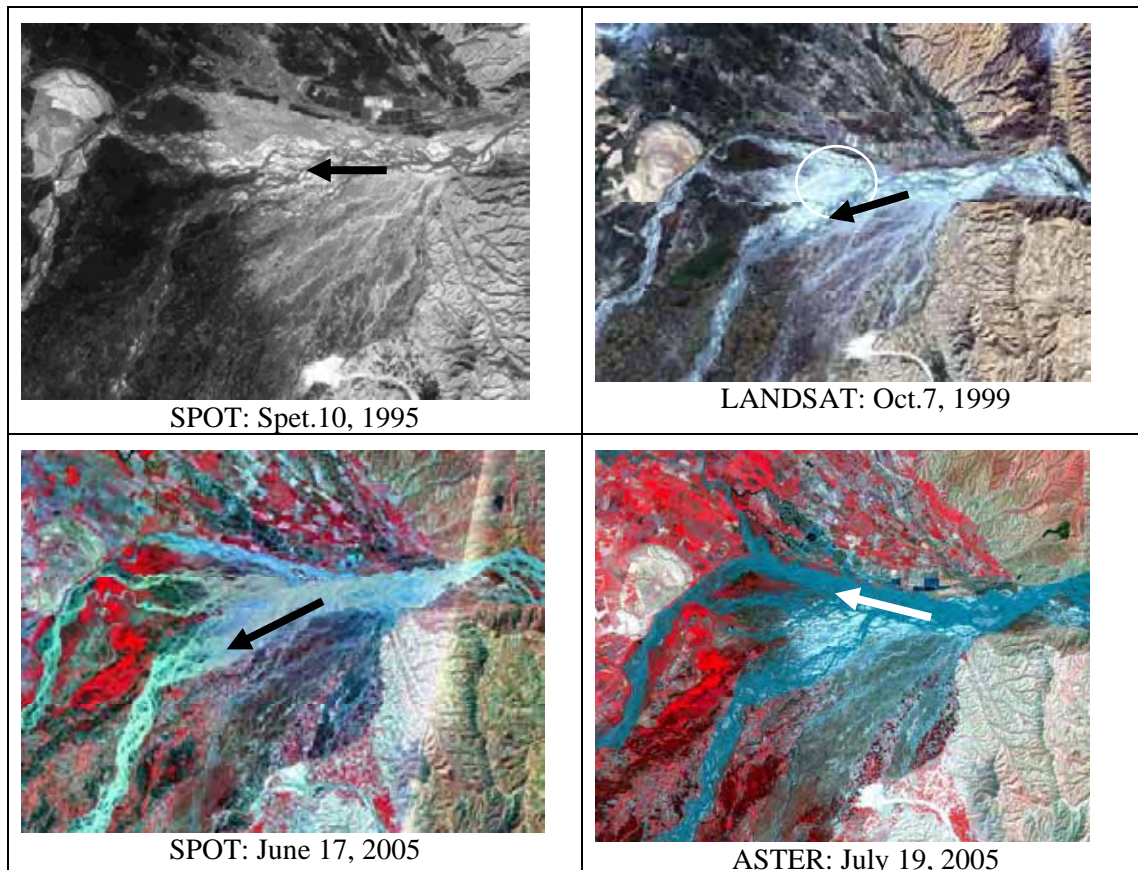 SPOT: Spet.10, 1995
LANDSAT: Oct.7, 1999
SPOT: June 17, 2005
ASTER: July 19, 2005